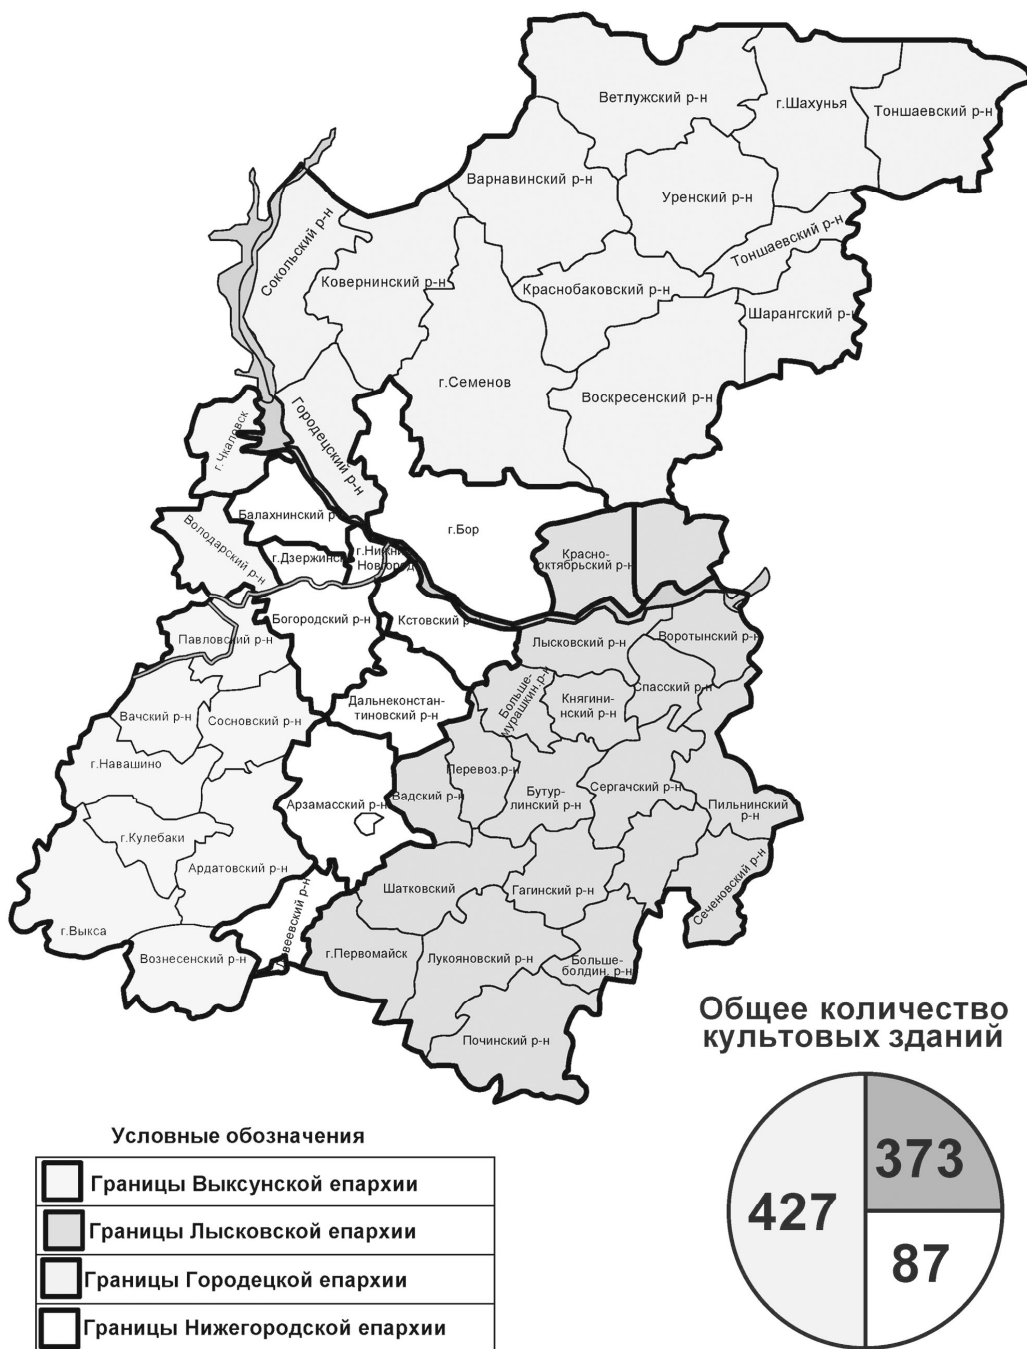 Ветлужский р-н
г.Шахунья
Тоншаевский р-н
Варнавинский р-н
Уренский р-н
Сокольский р-н
Тоншаевский р-н
Ковернинский р-н
Краснобаковский р-н
Шарангский р-н
г.Семенов
Воскресенский р-н
Городецкий р-н
г.Чкаловск
Балахнинский р-н
г.Бор
Володарский р-н
г.Дзержинск
г.Нижний
Новгород
Красно-
октябрьский р-н
Богородский р-н
Кстовский р-н
Павловский р-н
Лысковский р-н
Воротынский р-н
Больше-
мурашкин.р-н
Княгини-
нский р-н
Спасский р-н
Дальнеконстан-
тиновский р-н
Вачский р-н
Сосновский р-н
г.Навашино
Перевоз.р-н
Вадский р-н
Бутур-
линский р-н
Сергачский р-н
Пильнинский
р-н
Арзамасский р-н
г.Кулебаки
Ардатовский р-н
Шатковский
Гагинский р-н
Сеченовский р-н
г.Выкса
Вознесенский р-н
г.Первомайск
Лукояновский р-н
Больше-
болдин. р-н
Починский р-н
Общее количество
культовых зданий
373
427
87
Условные обозначения
Границы Выксунской епархии
Границы Лысковской епархии
Границы Городецкой епархии
Границы Нижегородской епархии